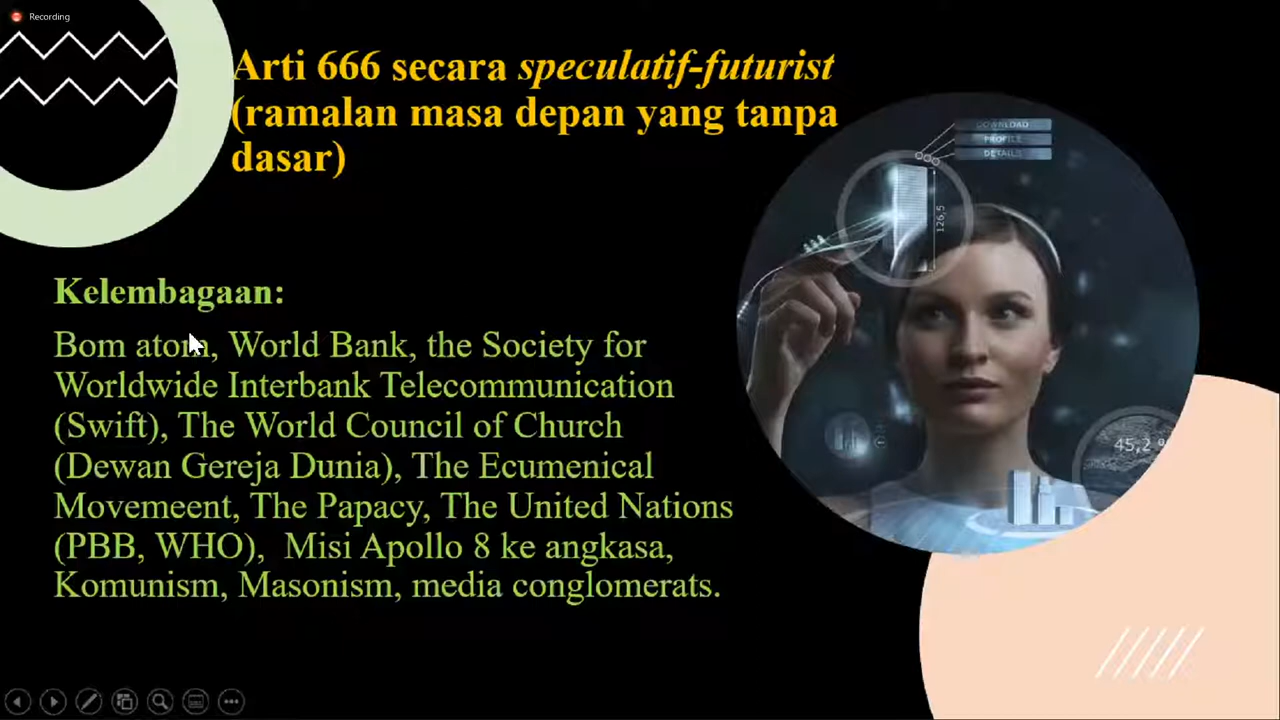 Recording
Arti 666 secara speculatif-futurist
(ramalan masa depan yang tanpa
dasar)
DOWNLOAD
PROFILE
DETAILS
126,5
Kelembagaan:
Bom atom, World Bank, the Society for
Worldwide Interbank Telecommunication
(Swift), The World Council of Church
(Dewan Gereja Dunia), The Ecumenical
Movemeent, The Papacy, The United Nations
(PBB, WHO),  Misi Apollo 8 ke angkasa,
Komunism, Masonism, media conglomerats.
45,2 %